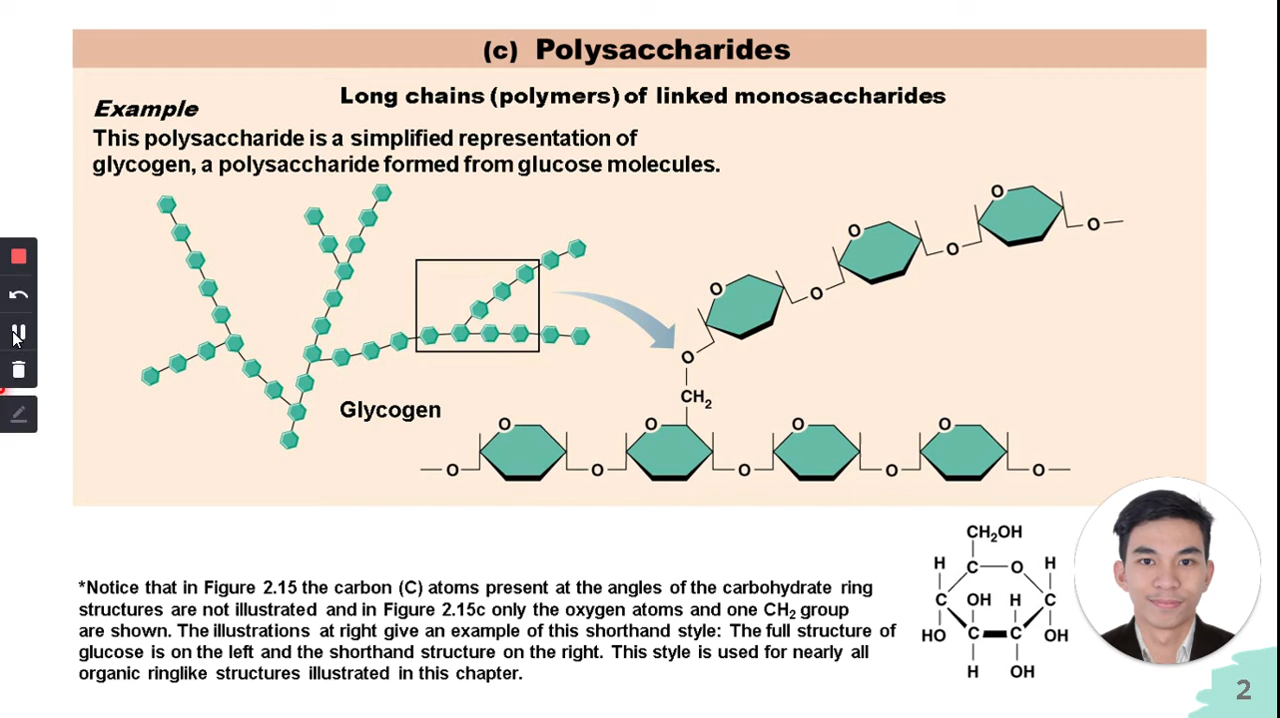 (c) Polysaccharides
Long chains (polymers) of linked monosaccharides
Example
This polysaccharide is a simplified representation of
glycogen, a polysaccharide formed from glucose molecules.
O
O
O
O
O
O
O
O
CH₂
Glycogen
O O O O
O O O O O
*Notice that in Figure 2.15 the carbon (C) atoms present at the angles of the carbohydrate ring
structures are not illustrated and in Figure 2.15c only the oxygen atoms and one CH₂ group
are shown. The illustrations at right give an example of this shorthand style: The full structure of
glucose is on the left and the shorthand structure on the right. This style is used for nearly all
organic ringlike structures illustrated in this chapter.
CH₂OH
H C O H
C OH H C
HO C C OH
H OH
2